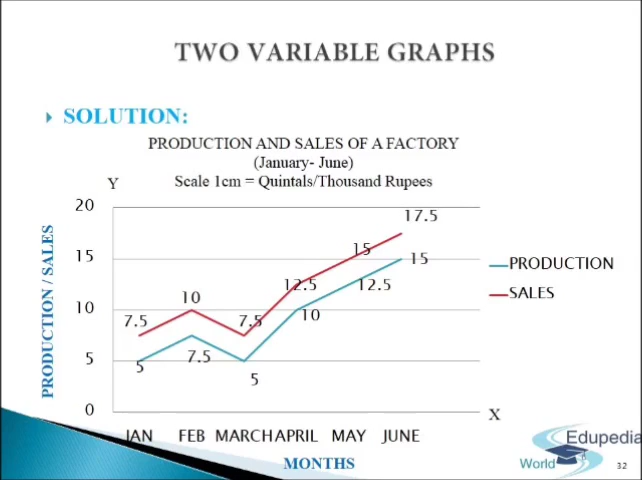 TWO VARIABLE GRAPHS
SOLUTION:
PRODUCTION AND SALES OF A FACTORY
(January- June)
Scale 1cm = Quintals/Thousand Rupees
Y
20
17.5
15
15
15
PRODUCTION
12.5
12.5
SALES
10
10
10
7.5
7.5
7.5
5
5
5
0
PRODUCTION / SALES
X
JAN FEB MARCH APRIL MAY JUNE
MONTHS
Edupedia
World
32